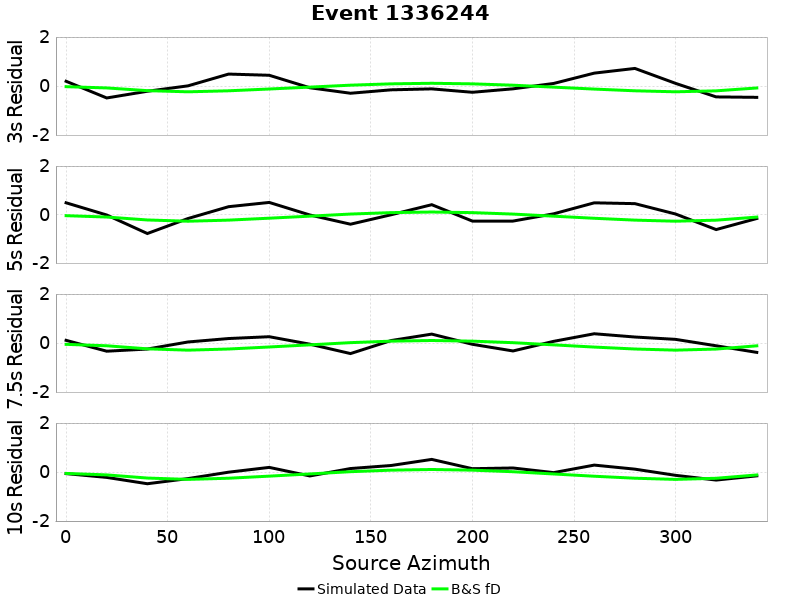 Event 1336244
3s Residual
2
0
-2
5s Residual
2
0
-2
7.5s Residual
2
0
-2
10s Residual
2
0
-2
0 50 100 150 200 250 300
Source Azimuth
Simulated Data B&S fD